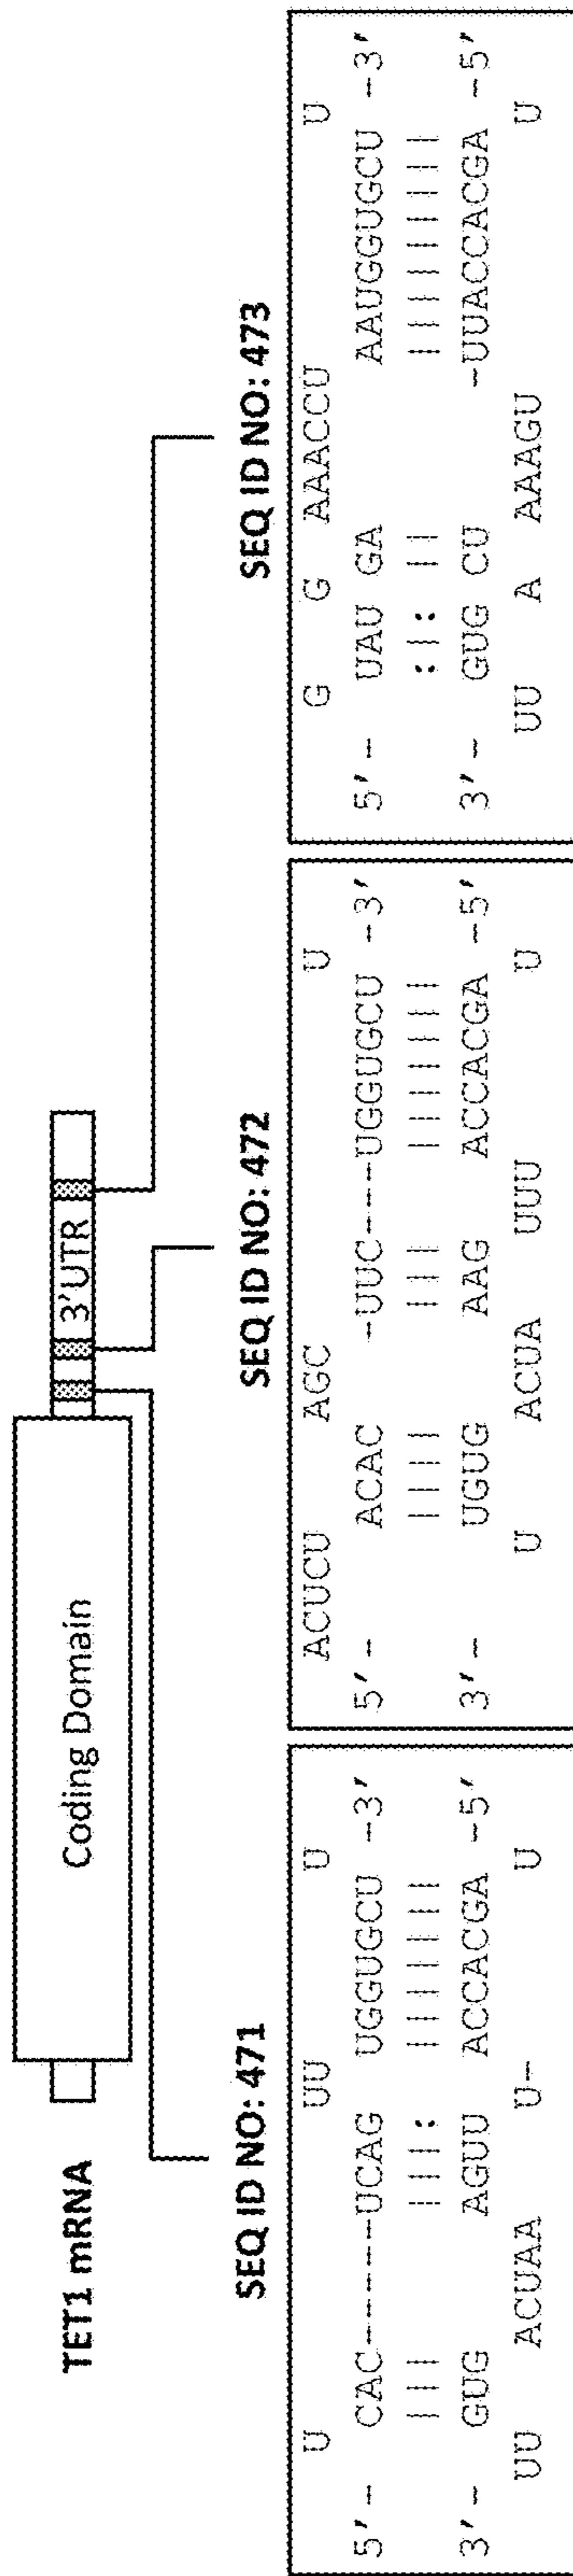 TET1 mRNA
Coding Domain
3'UTR
SEQ ID NO: 471
U UU U
5'- CAC-------UCAG UGGUGCU -3'
||| |||: |||||||
3'- GUG AGUU ACCACGA -5'
UU ACUAA U- U
SEQ ID NO: 472
ACUCU AGC U
5'- ACAC -UUC---UGGUGCU -3'
|||| ||| |||||||
3'- UGUG AAG ACCACGA -5'
U ACUA UUU U
SEQ ID NO: 473
G G AAACCU U
5'- UAU GA AAUGGUGCU -3'
:|: || |||||||||
3'- GUG CU -UUACCACGA -5'
UU A AAAGU U